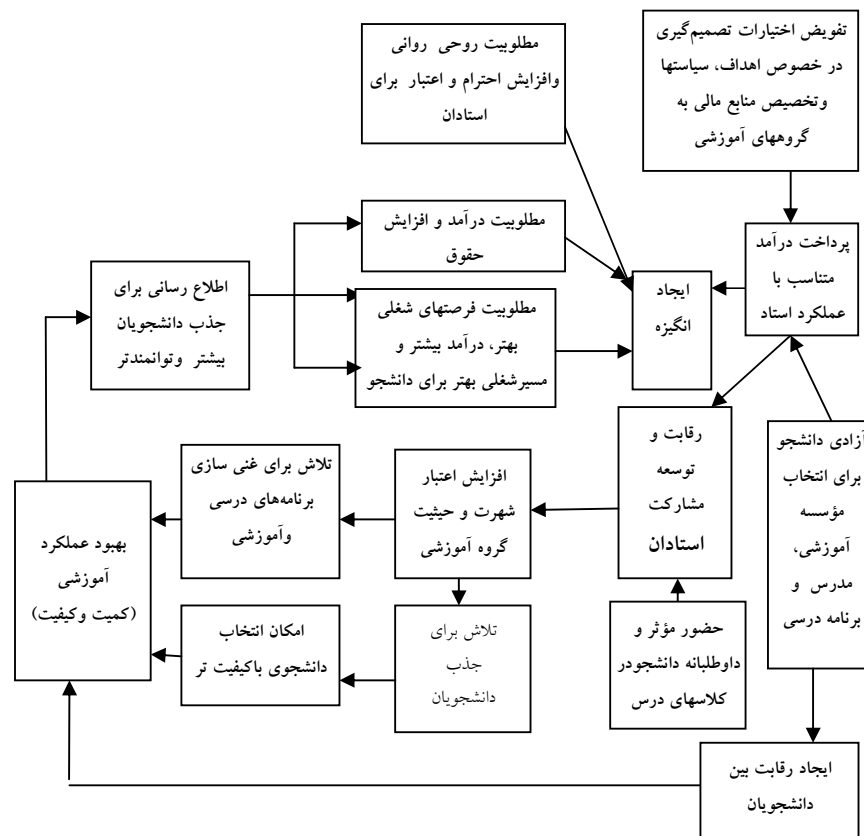 تفویض اختیارات تصمیم‌گیری
در خصوص اهداف، سیاستها
وتخصیص منابع مالی به
گروههای آموزشی
مطلوبیت روحی روانی
وافزایش احترام و اعتبار برای
استادان
پرداخت درآمد
متناسب با
عملکرد استاد
مطلوبیت درآمد و افزایش
حقوق
ایجاد
انگیزه
مطلوبیت فرصتهای شغلی
بهتر، درآمد بیشتر و
مسیرشغلی بهتر برای دانشجو
اطلاع رسانی برای
جذب دانشجویان
بیشتر وتوانمندتر
آزادی دانشجو
برای انتخاب
مؤسسه
آموزشی،
مدرس و
برنامه درسی
رقابت و
توسعه
مشارکت
استادان
افزایش اعتبار
شهرت و حیثیت
گروه آموزشی
تلاش برای غنی سازی
برنامه‌های درسی
وآموزشی
بهبود عملکرد
آموزشی
(کمیت وکیفیت)
حضور مؤثر و
داوطلبانه دانشجودر
کلاسهای درس
تلاش برای
جذب
دانشجویان
امکان انتخاب
دانشجوی باکیفیت تر
ایجاد رقابت بین
دانشجویان